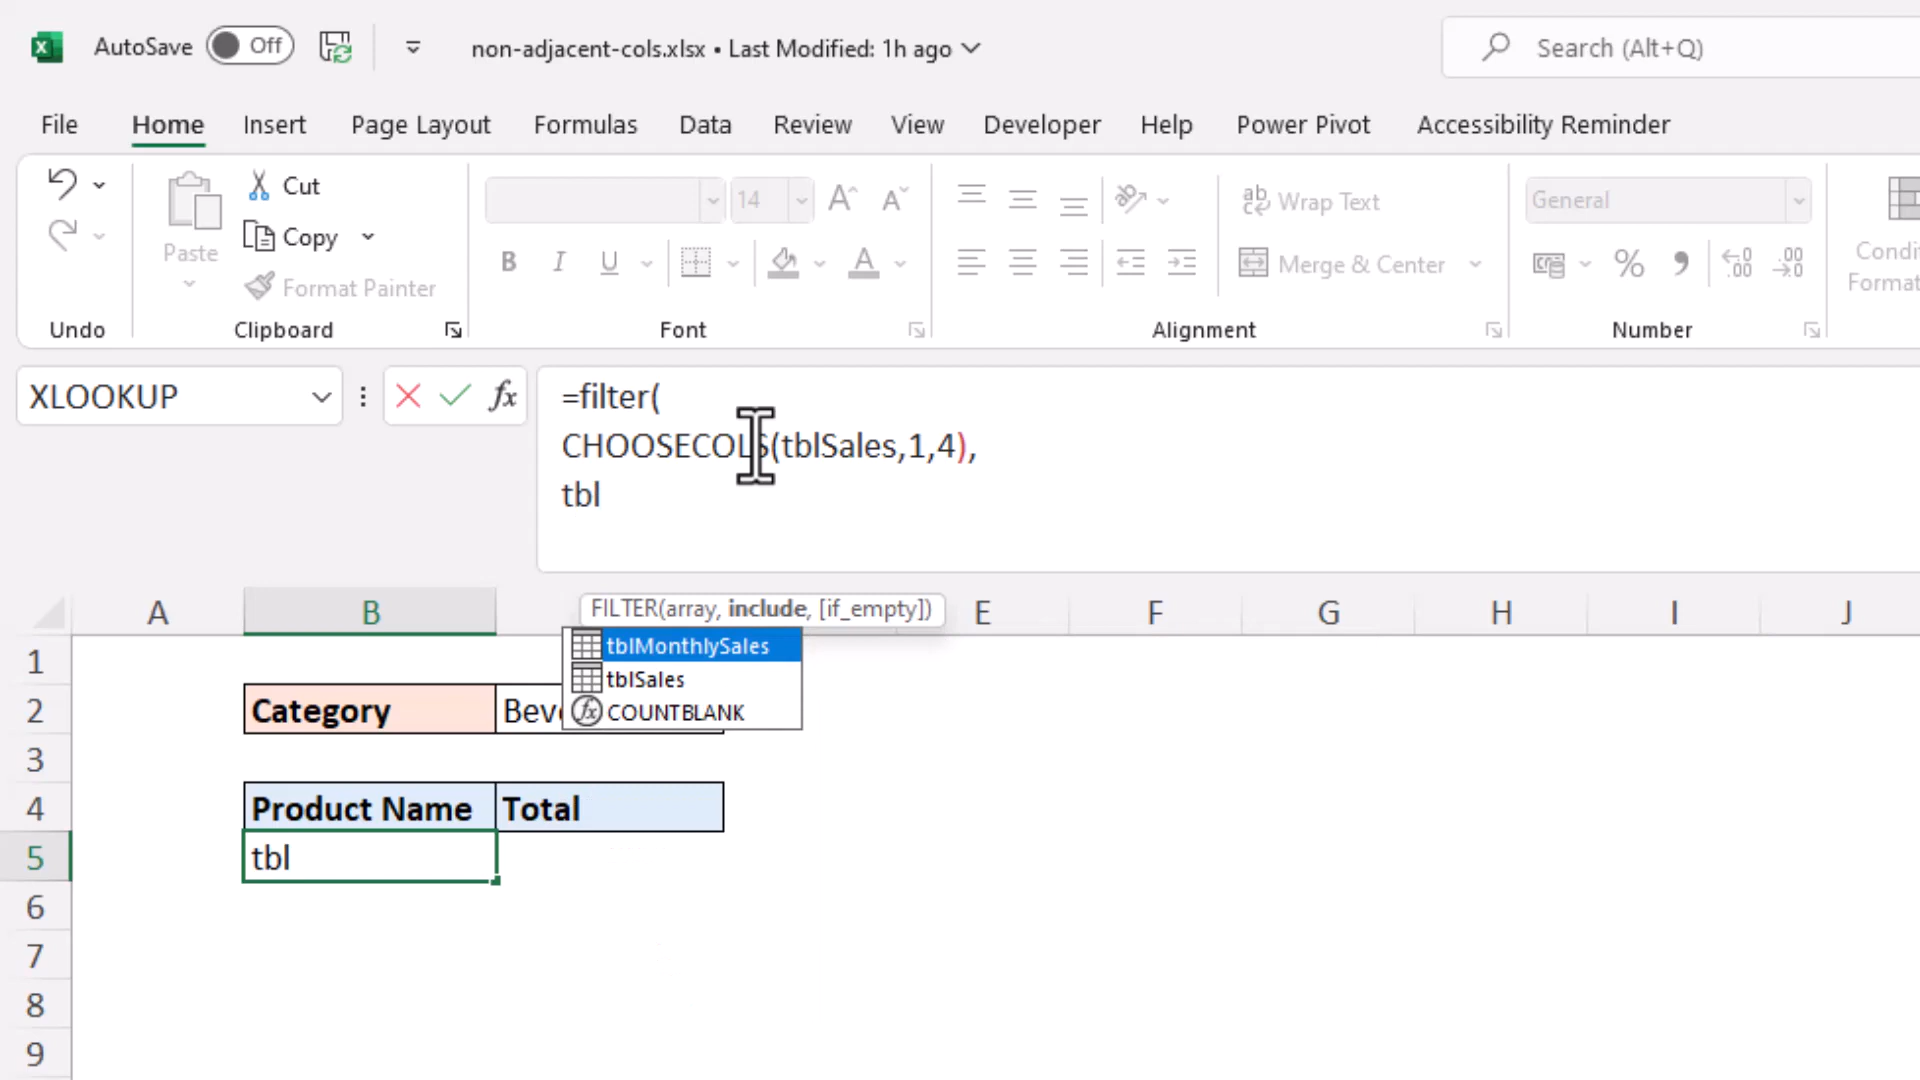 AutoSave Off non-adjacent-cols.xlsx • Last Modified: 1h ago Search (Alt+Q)
File Home Insert Page Layout Formulas Data Review View Developer Help Power Pivot Accessibility Reminder
Cut
Copy
Format Painter
Paste
14
B I U
ab Wrap Text
Merge & Center
General
%
Undo Clipboard Font Alignment Number
XLOOKUP
fx
=filter(
CHOOSECOLS(tblSales,1,4),
tbl
FILTER(array, include, [if_empty])
tblMonthlySales
tblSales
COUNTBLANK
A B E F G H I J
1
2 Category
3
4 Product Name Total
5 tbl
6
7
8
9